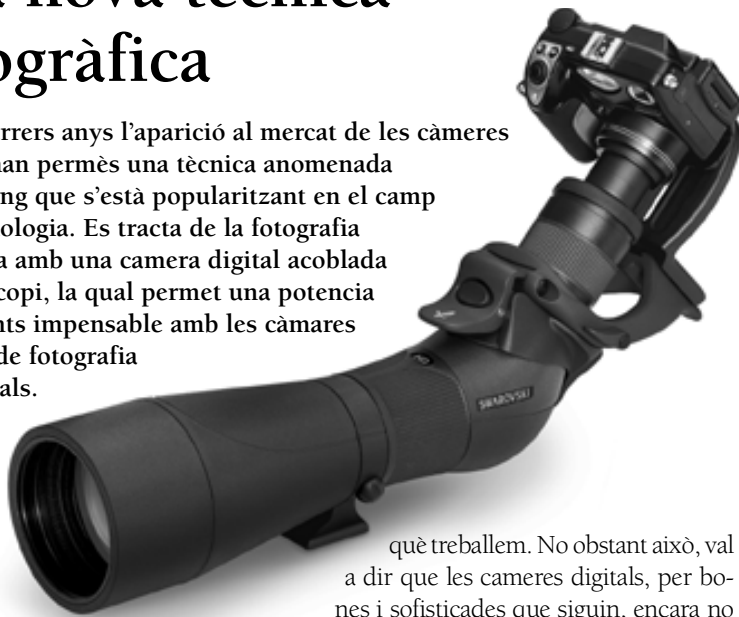 nova tècnica
ogràfica
rrers anys l’aparició al mercat de les càmeres
han permès una tècnica anomenada
ng que s’està popularitzant en el camp
ologia. Es tracta de la fotografia
a amb una camera digital acoblada
copi, la qual permet una potencia
nts impensable amb les càmares
de fotografia
als.
SWAROVSKI
què treballem. No obstant això, val
a dir que les cameres digitals, per bo-
nes i sofisticades que siguin, encara no